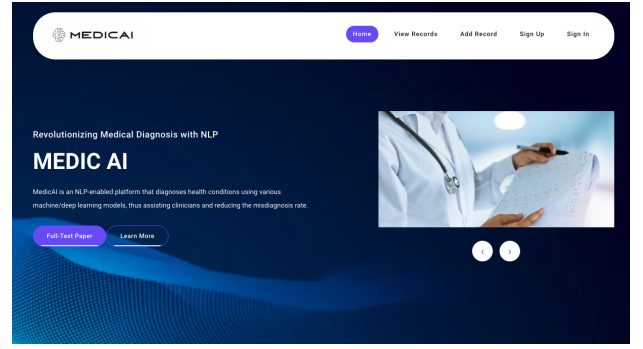 MEDICAI
Home
View Records
Add Record
Sign Up
Sign In
Revolutionizing Medical Diagnosis with NLP
MEDIC AI
MedicAI is an NLP-enabled platform that diagnoses health conditions using various
machine/deep learning models, thus assisting clinicians and reducing the misdiagnosis rate.
Full-Text Paper
Learn More